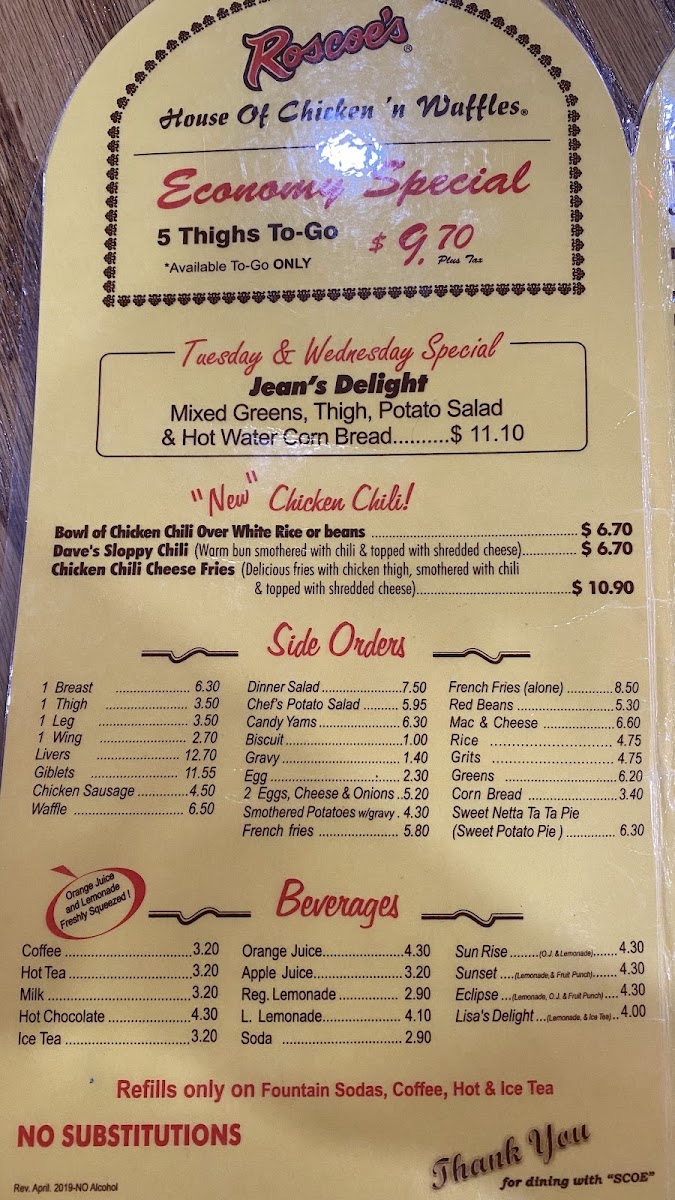 Roscoe's®
House Of Chicken 'n Waffles®
Economy Special
5 Thighs To-Go $ 9.70
*Available To-Go ONLY Plus Tax
Tuesday & Wednesday Special
Jean's Delight
Mixed Greens, Thigh, Potato Salad
& Hot Water Corn Bread..........$ 11.10
"New" Chicken Chili!
Bowl of Chicken Chili Over White Rice or beans ........ $ 6.70
Dave's Sloppy Chili (Warm bun smothered with chili & topped with shredded cheese)........ $ 6.70
Chicken Chili Cheese Fries (Delicious fries with chicken thigh, smothered with chili
& topped with shredded cheese)........$ 10.90
Side Orders
1 Breast ........ 6.30
1 Thigh ........ 3.50
1 Leg ........ 3.50
1 Wing ........ 2.70
Livers ........ 12.70
Giblets ........ 11.55
Chicken Sausage ........ 4.50
Waffle ........ 6.50
Dinner Salad ........ 7.50
Chef's Potato Salad ........ 5.95
Candy Yams ........ 6.30
Biscuit ........ 1.00
Gravy ........ 1.40
Egg ........ 2.30
2 Eggs, Cheese & Onions ..5.20
Smothered Potatoes w/gravy . 4.30
French fries ........ 5.80
French Fries (alone) ........ 8.50
Red Beans ........ 5.30
Mac & Cheese ........ 6.60
Rice ........ 4.75
Grits ........ 4.75
Greens ........ 6.20
Corn Bread ........ 3.40
Sweet Netta Ta Ta Pie
(Sweet Potato Pie ) ........ 6.30
Orange Juice
and Lemonade
Freshly Squeezed !
Beverages
Coffee ........ 3.20
Hot Tea ........ 3.20
Milk ........ 3.20
Hot Chocolate ........ 4.30
Ice Tea ........ 3.20
Orange Juice ........ 4.30
Apple Juice ........ 3.20
Reg. Lemonade ........ 2.90
L. Lemonade ........ 4.10
Soda ........ 2.90
Sun Rise ........(O.J. & Lemonade)....... 4.30
Sunset ....(Lemonade,& Fruit Punch)....... 4.30
Eclipse ...(Lemonade, O.J. & Fruit Punch) .... 4.30
Lisa's Delight ...(Lemonade, & Ice Tea).. 4.00
Refills only on Fountain Sodas, Coffee, Hot & Ice Tea
NO SUBSTITUTIONS
Thank You
for dining with "SCOE"
Rev. April. 2019-NO Alcohol